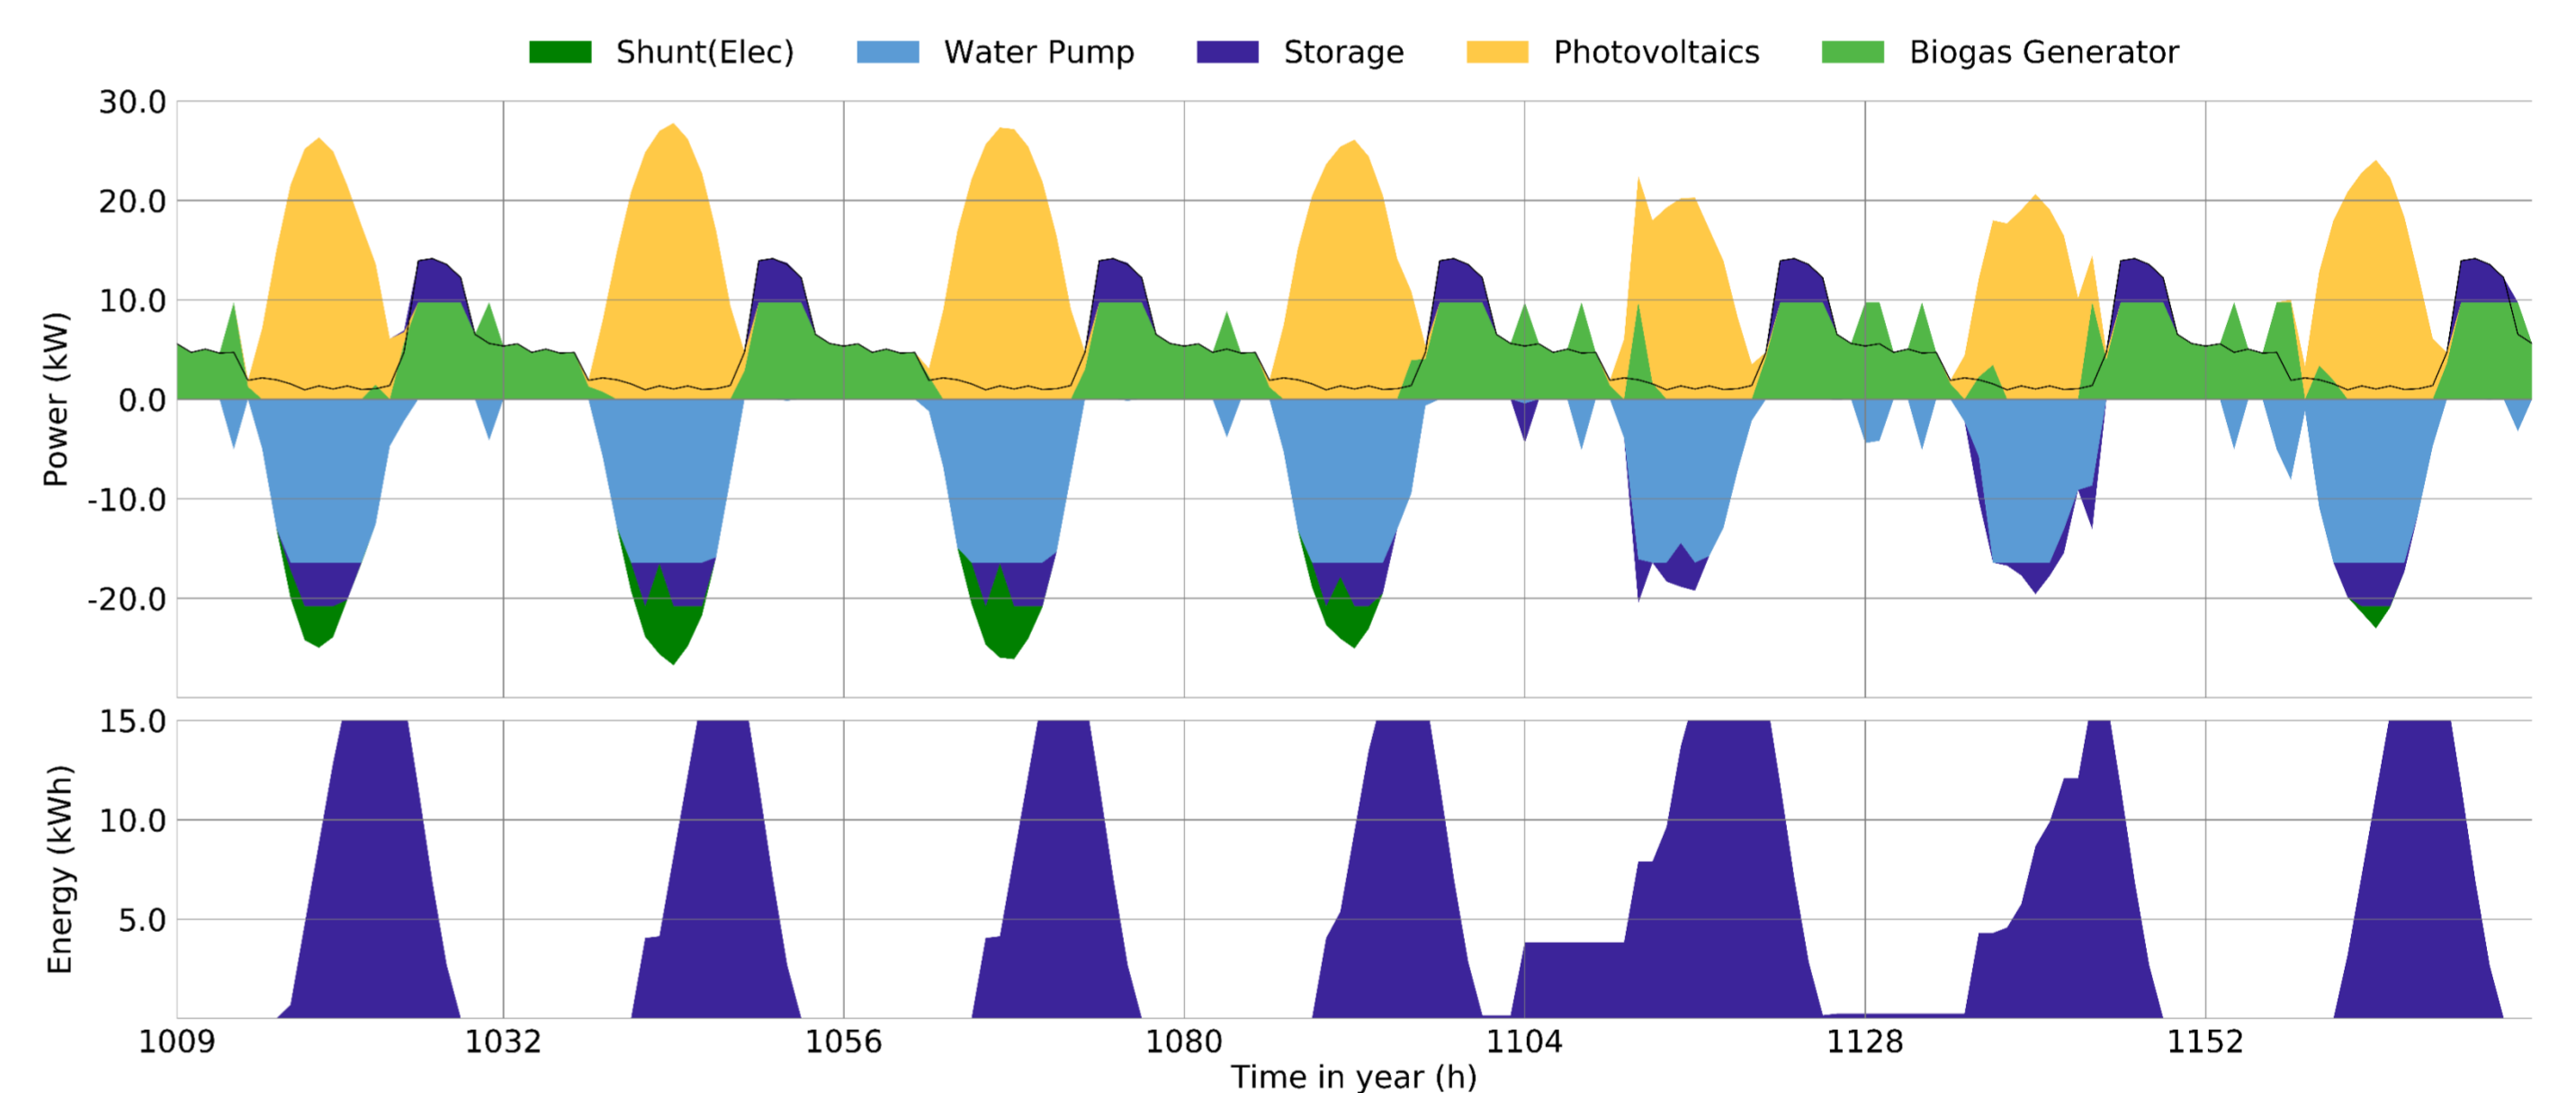 Shunt(Elec) Water Pump Storage Photovoltaics Biogas Generator
30.0
20.0
10.0
0.0
-10.0
-20.0
Power (kW)
15.0
10.0
5.0
Energy (kWh)
1009 1032 1056 1080 1104 1128 1152
Time in year (h)